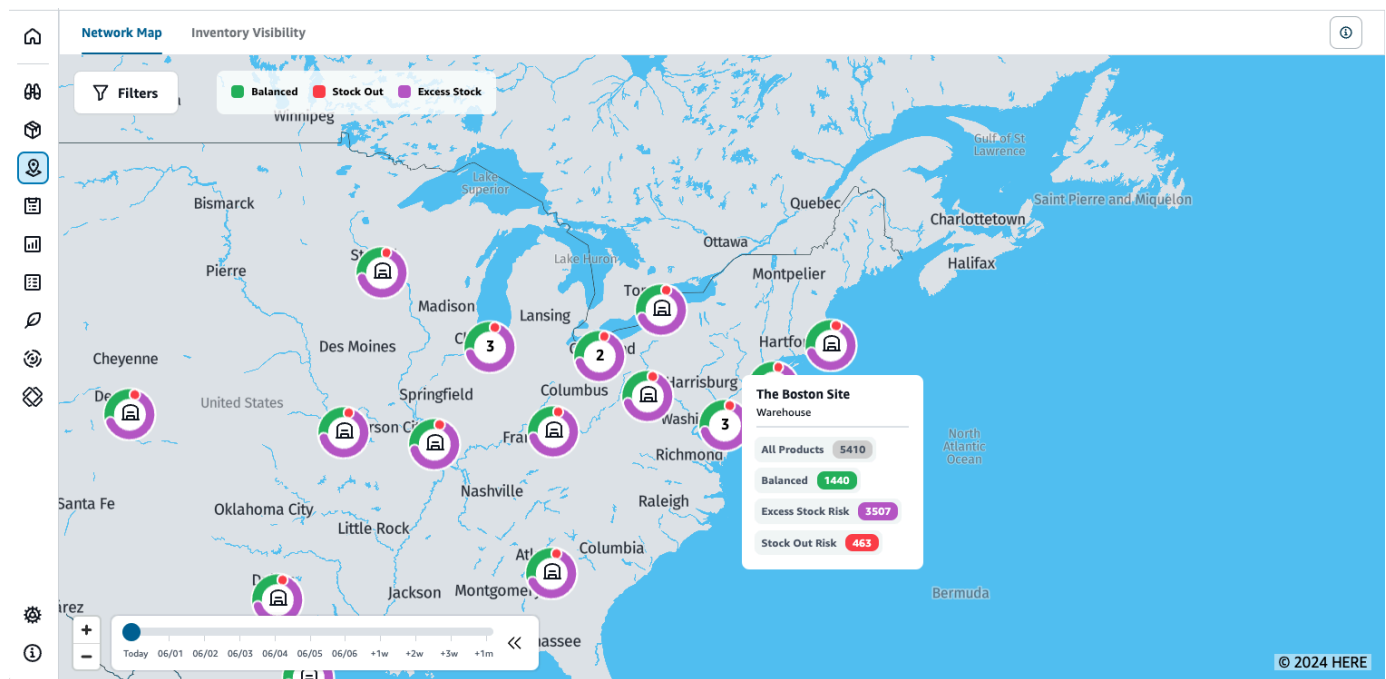 Network Map
Inventory Visibility
Filters
Balanced
Stock Out
Excess Stock
Winnipeg
Gulf of St
Lawrence
Lake
Superior
Bismarck
Quebec
Saint Pierre and Miquelon
Charlottetown
Ottawa
Lake Huron
Halifax
Pierre
Montpelier
Madison
Lansing
3
2
Des Moines
Cheyenne
Harrisburg
Columbus
Springfield
United States
3
Richmond
North
Atlantic
Ocean
The Boston Site
Warehouse
All Products 5410
Balanced 1440
Excess Stock Risk 3507
Stock Out Risk 463
Nashville
Raleigh
Santa Fe
Oklahoma City
Little Rock
Columbia
Jackson
Montgomery
Bermuda
Today 06/01 06/02 06/03 06/04 06/05 06/06 +1w +2w +3w +1m
© 2024 HERE